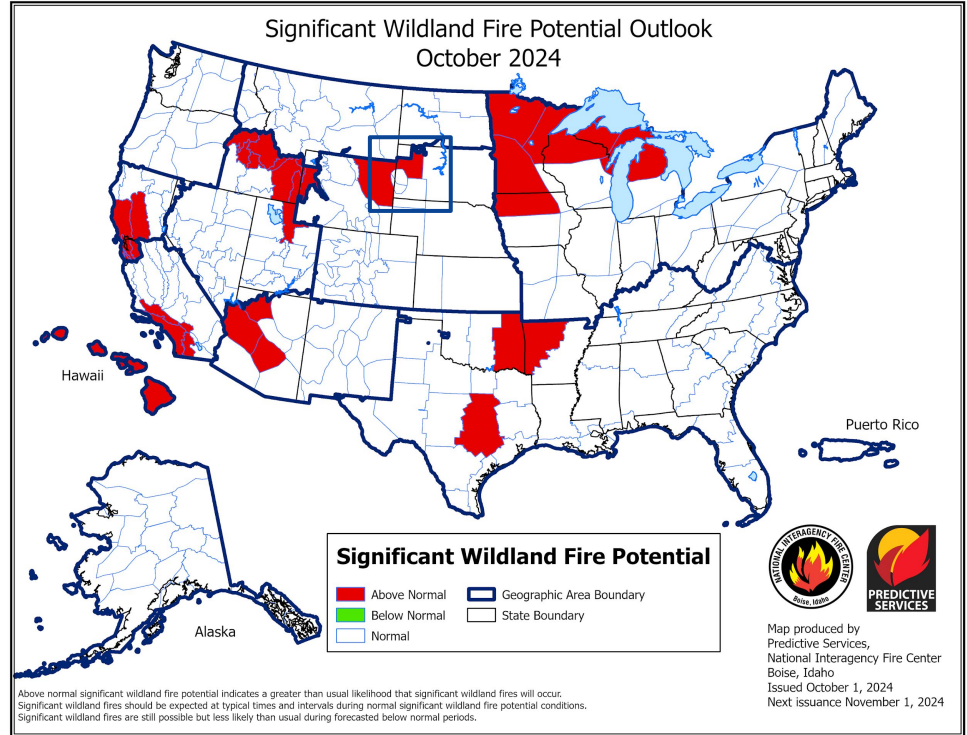 Significant Wildland Fire Potential Outlook
October 2024
Hawaii
Puerto Rico
Alaska
Significant Wildland Fire Potential
Above Normal
Below Normal
Normal
Geographic Area Boundary
State Boundary
NATIONAL INTERAGENCY FIRE CENTER
Boise, Idaho
PREDICTIVE
SERVICES
Map produced by
Predictive Services,
National Interagency Fire Center
Boise, Idaho
Issued October 1, 2024
Next issuance November 1, 2024
Above normal significant wildland fire potential indicates a greater than usual likelihood that significant wildland fires will occur.
Significant wildland fires should be expected at typical times and intervals during normal significant wildland fire potential conditions.
Significant wildland fires are still possible but less likely than usual during forecasted below normal periods.